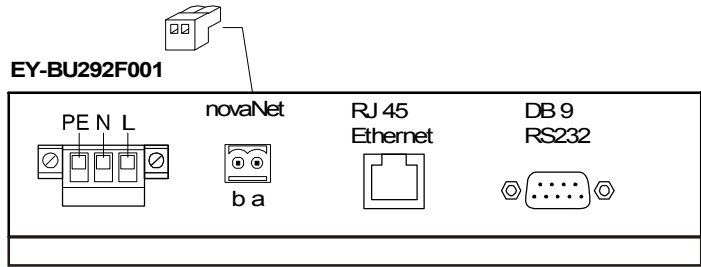 EY-BU292F001
PE N L
novaNet
b a
RJ 45
Ethernet
DB 9
RS232